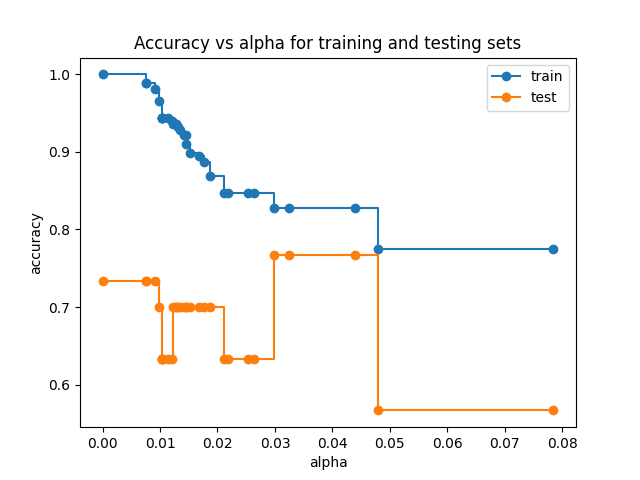 Accuracy vs alpha for training and testing sets
train
test
accuracy
1.0
0.9
0.8
0.7
0.6
0.00 0.01 0.02 0.03 0.04 0.05 0.06 0.07 0.08
alpha